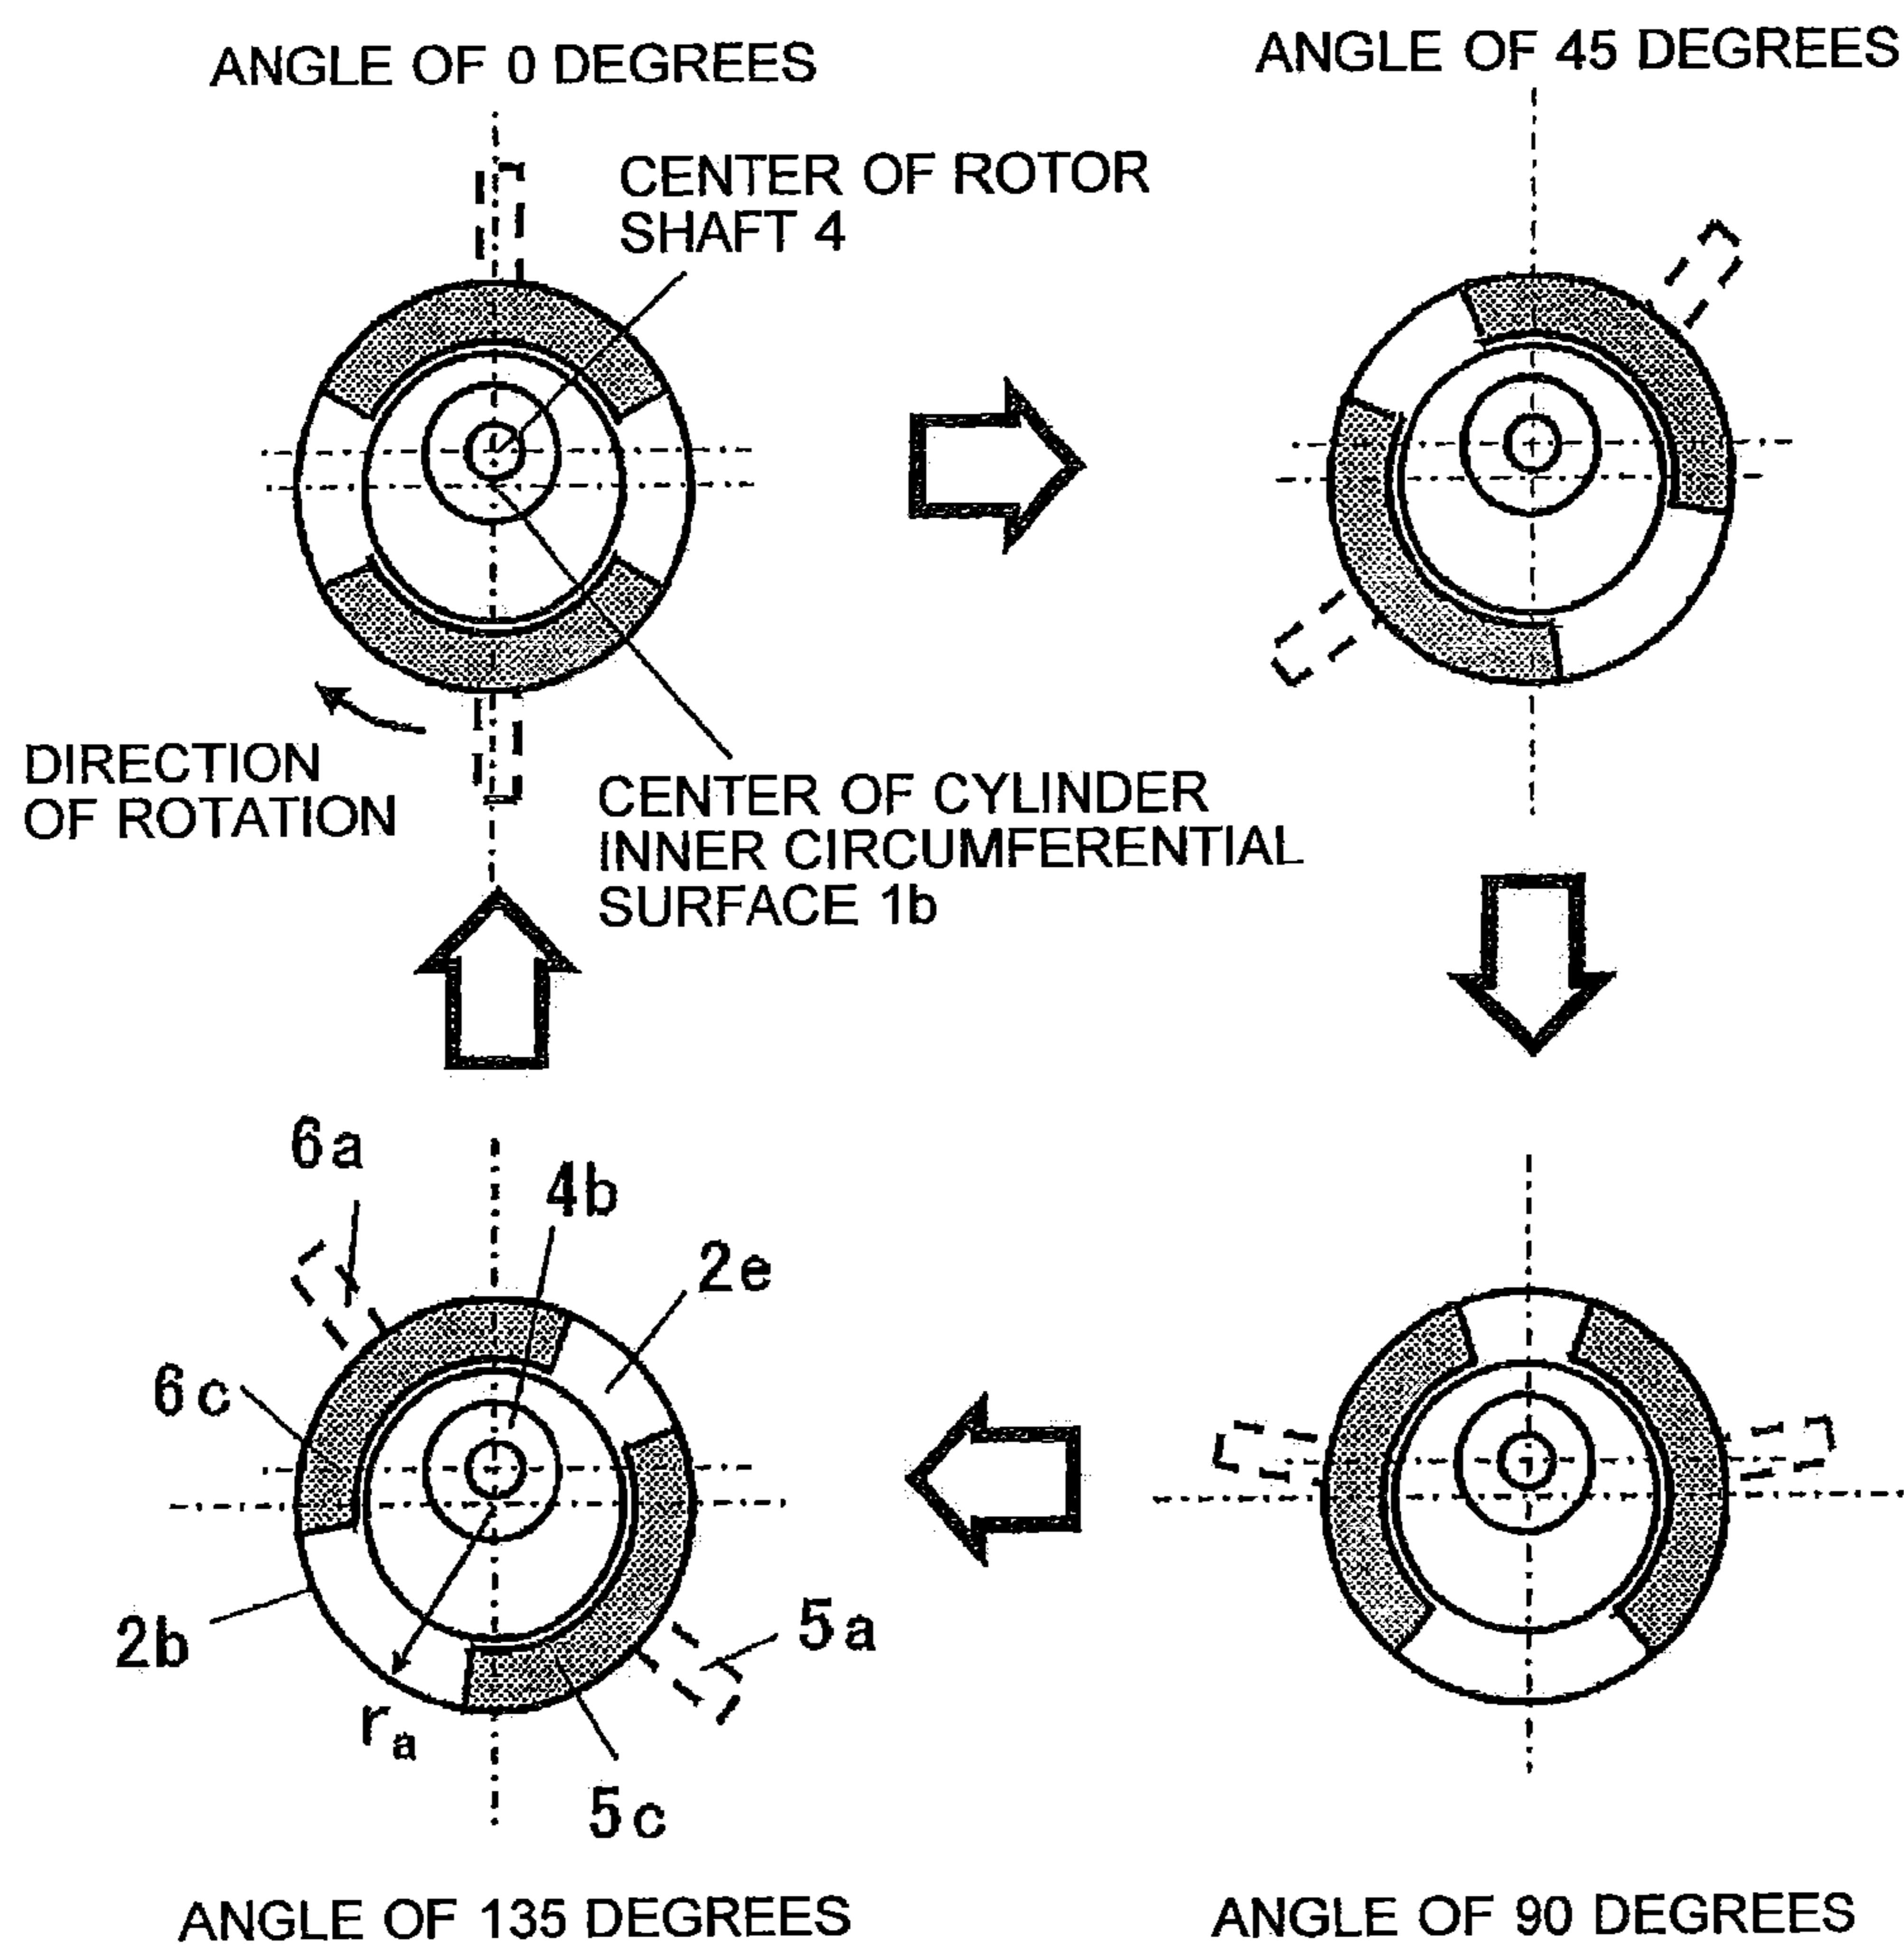 ANGLE OF 0 DEGREES
ANGLE OF 45 DEGREES
CENTER OF ROTOR
SHAFT 4
DIRECTION
OF ROTATION
CENTER OF CYLINDER
INNER CIRCUMFERENTIAL
SURFACE 1b
6a
4b
2e
6c
2b
5a
ra
5c
ANGLE OF 135 DEGREES
ANGLE OF 90 DEGREES